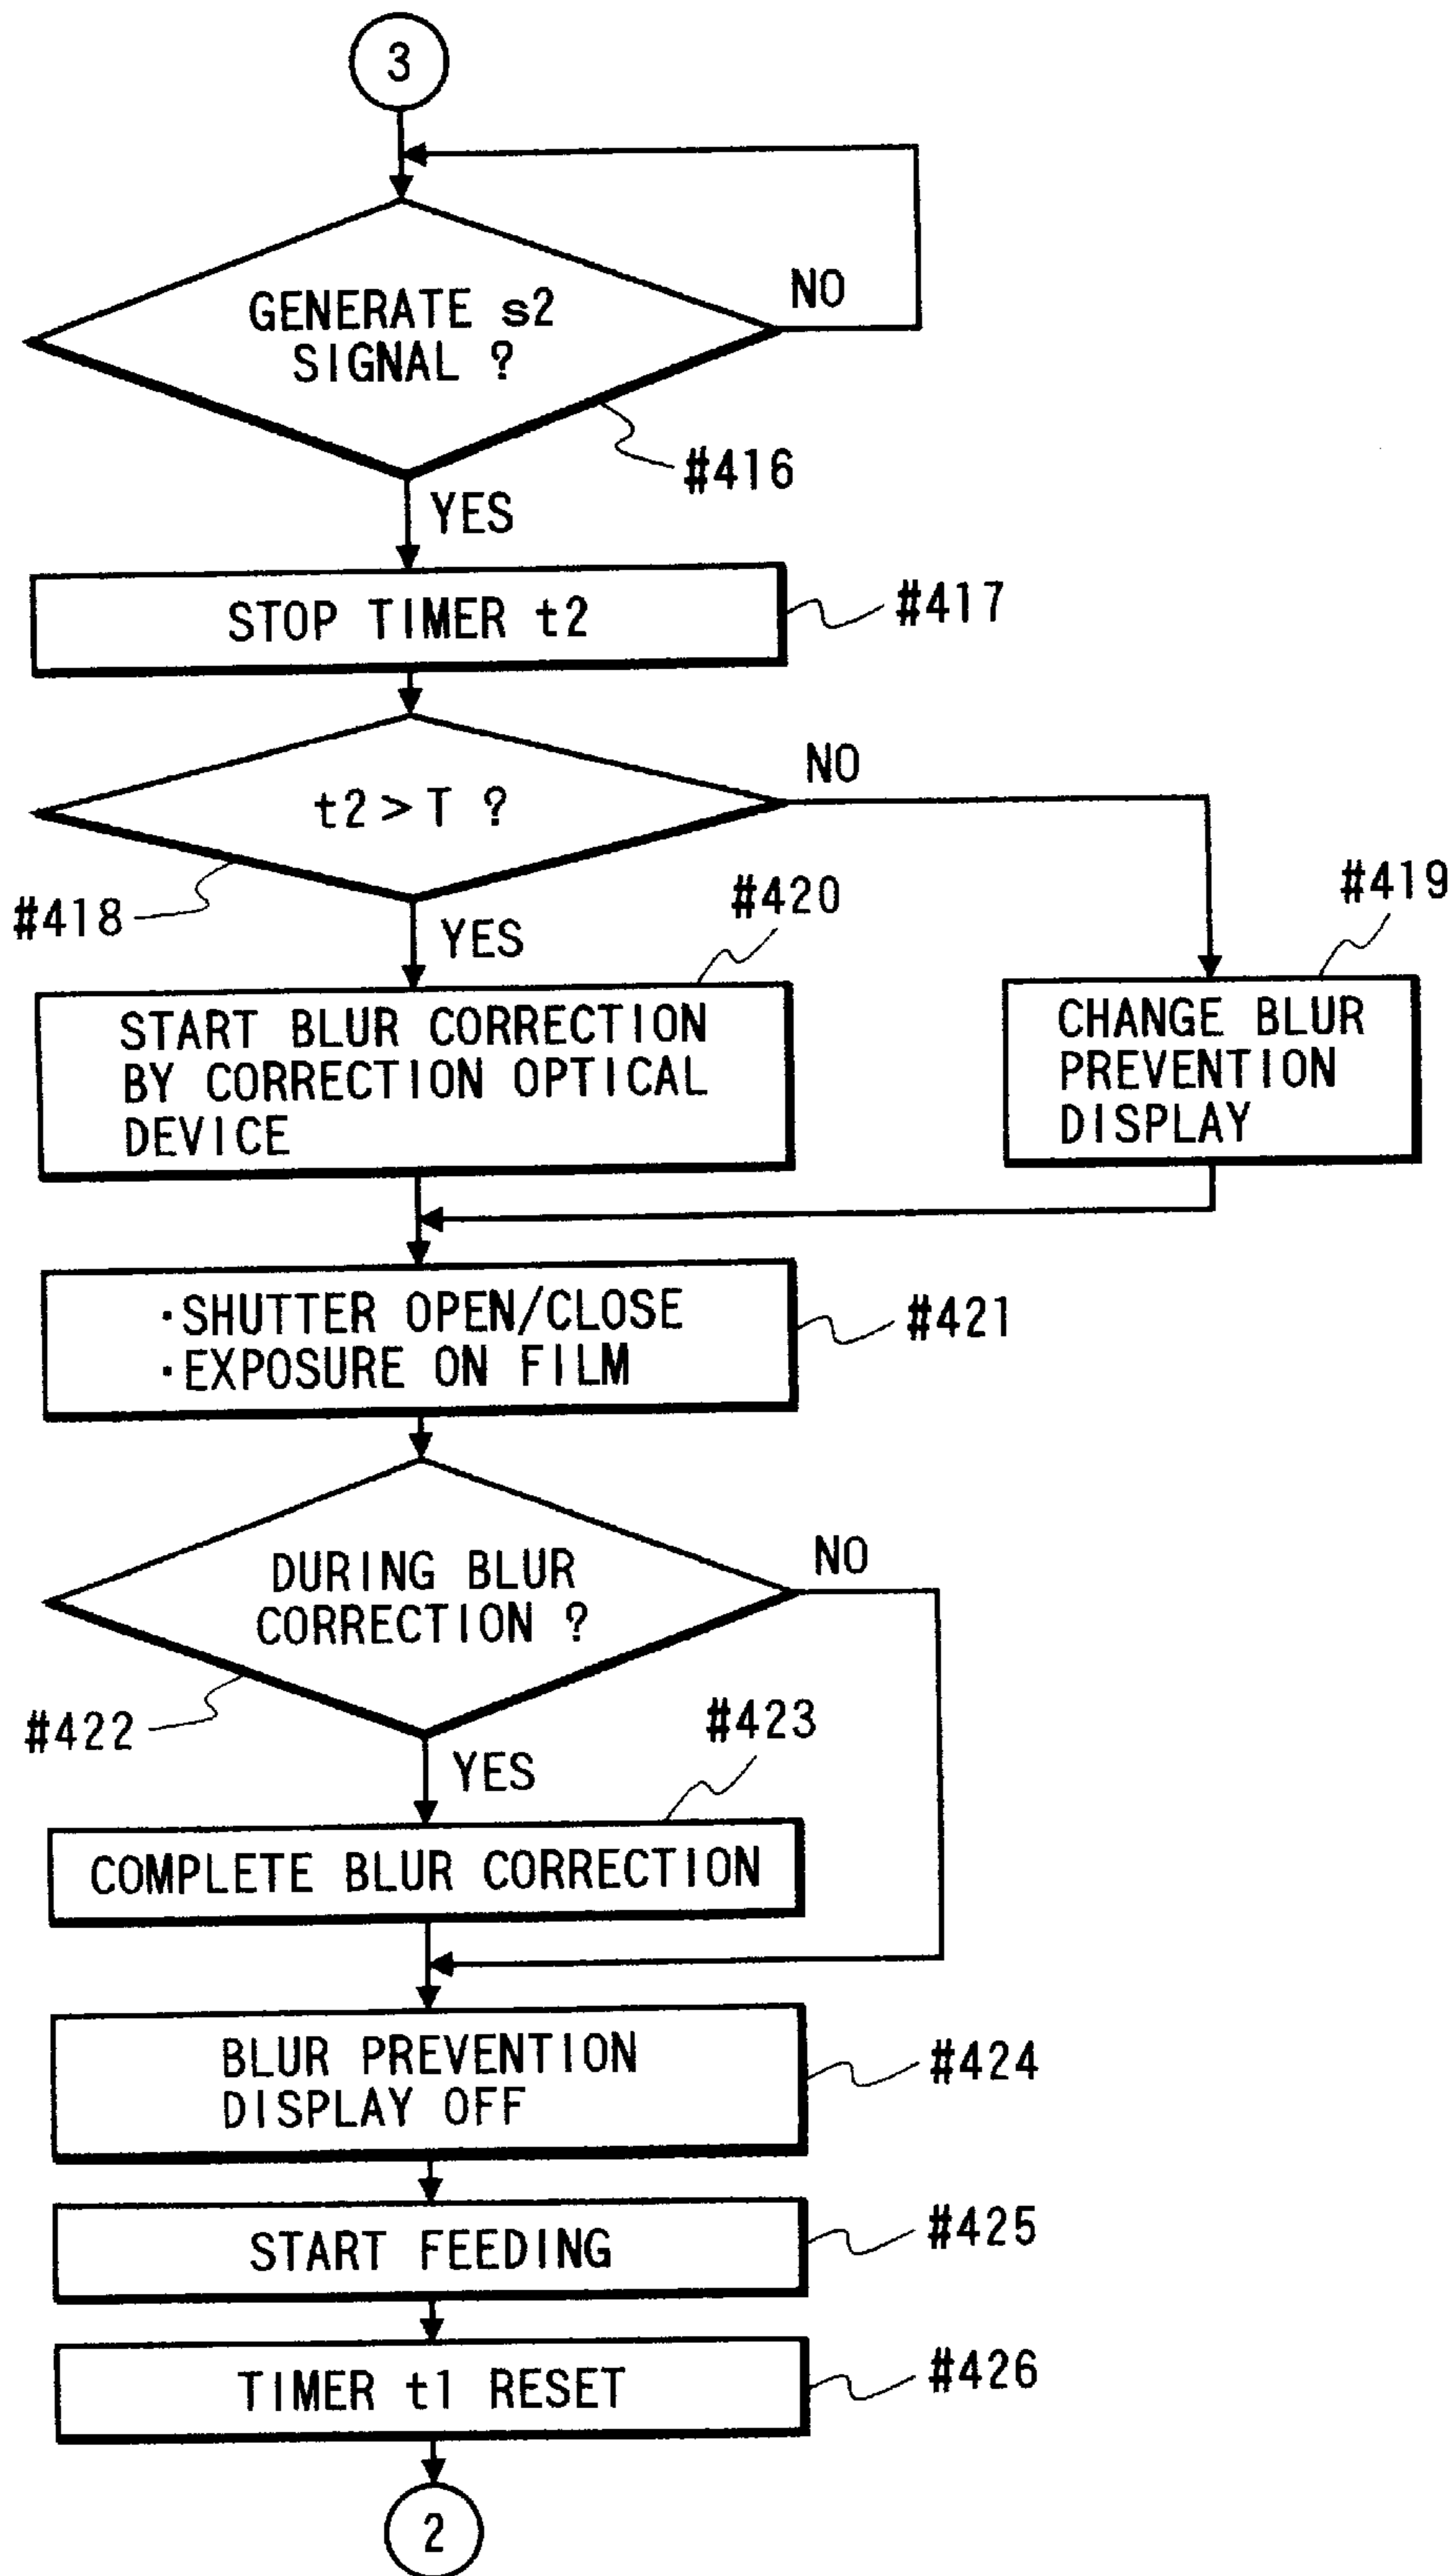 3
GENERATE s2
SIGNAL ?
NO
#416
YES
STOP TIMER t2
#417
t2 > T ?
NO
#418
YES
#420
#419
START BLUR CORRECTION
BY CORRECTION OPTICAL
DEVICE
CHANGE BLUR
PREVENTION
DISPLAY
·SHUTTER OPEN/CLOSE
·EXPOSURE ON FILM
#421
DURING BLUR
CORRECTION ?
NO
#422
YES
#423
COMPLETE BLUR CORRECTION
BLUR PREVENTION
DISPLAY OFF
#424
START FEEDING
#425
TIMER t1 RESET
#426
2